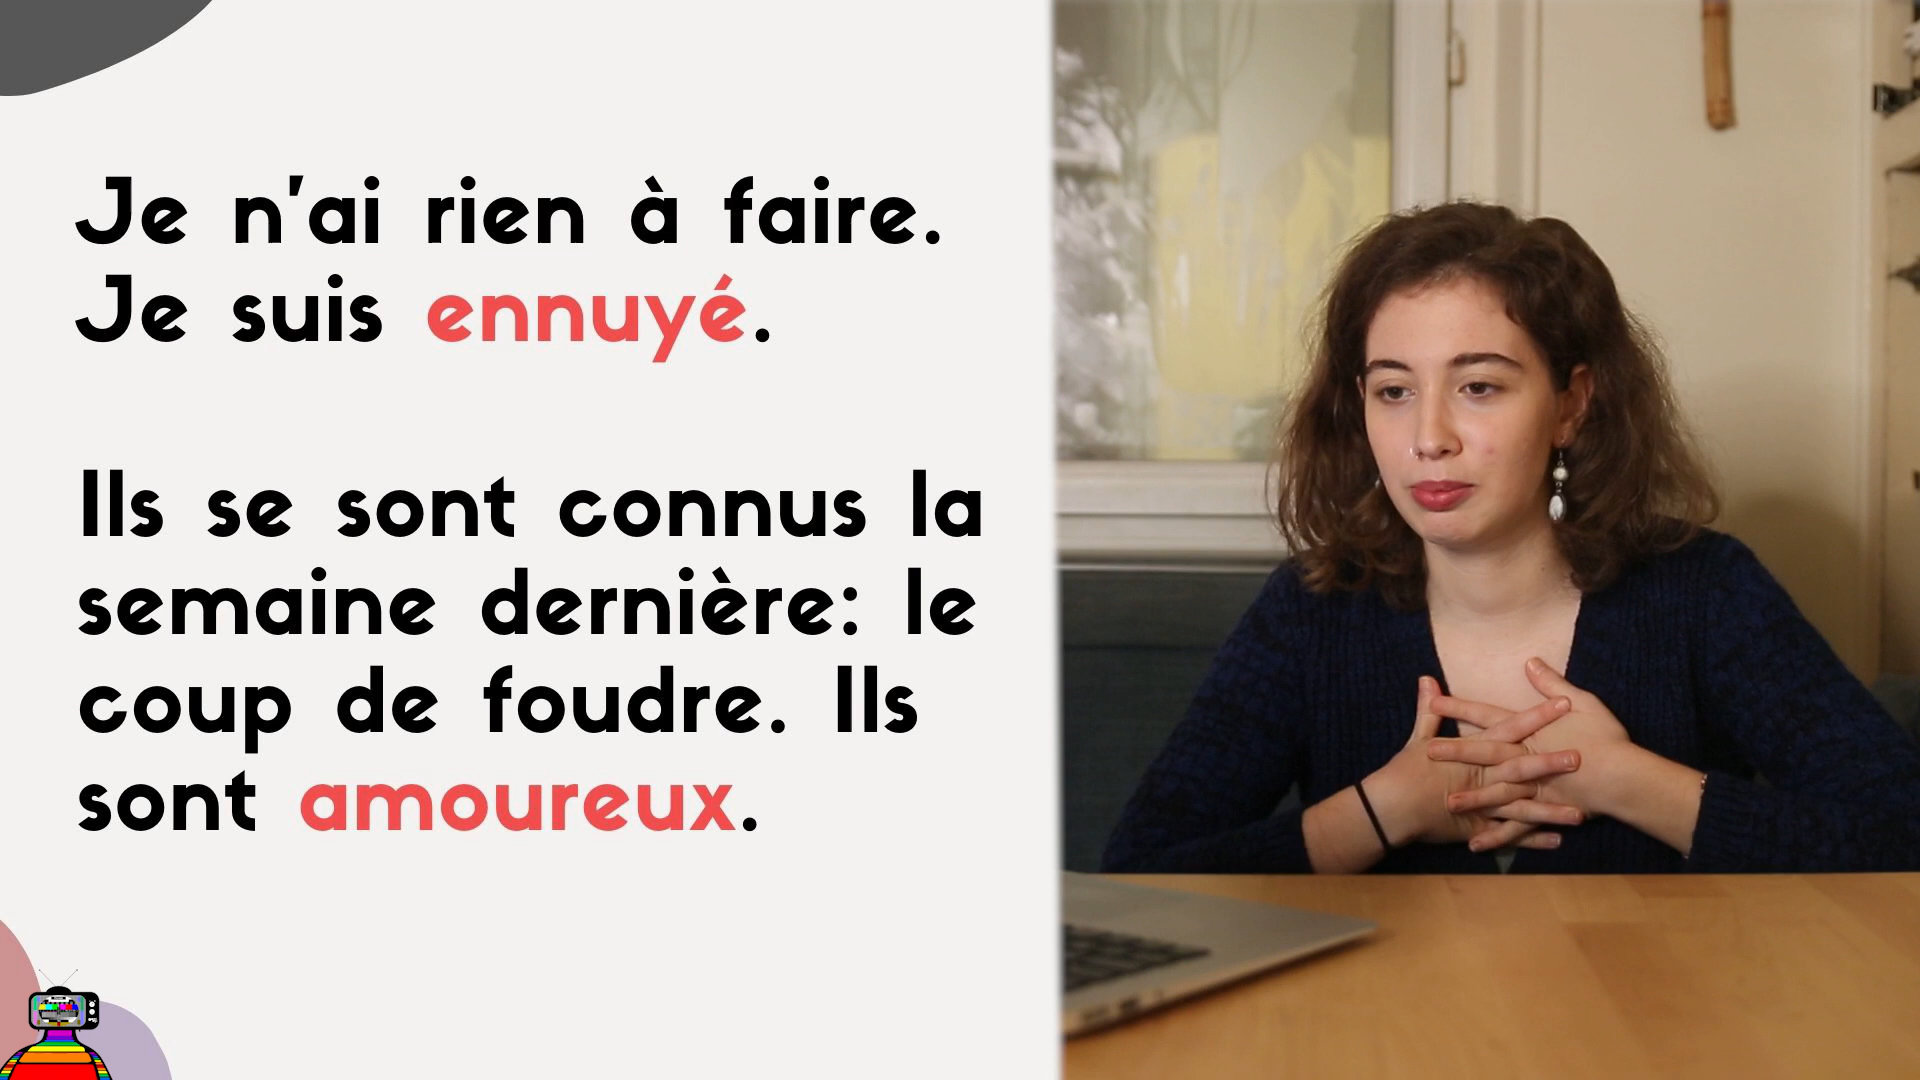 Je n'ai rien à faire.
Je suis ennuyé.
Ils se sont connus la
semaine dernière: le
coup de foudre. Ils
sont amoureux.